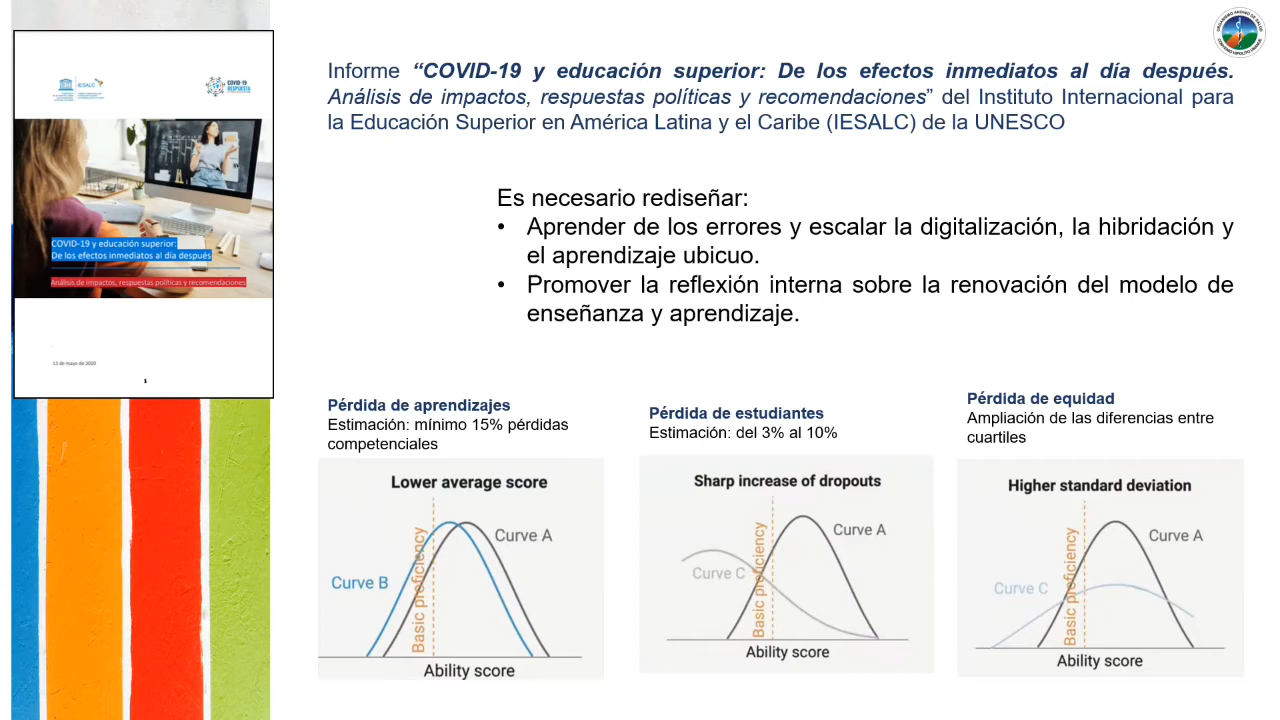 IESALC
COVID-19
RESPUESTA
COVID-19 y educación superior:
De los efectos inmediatos al día después
Análisis de impactos, respuestas políticas y recomendaciones
13 de mayo de 2020
1
Informe “COVID-19 y educación superior: De los efectos inmediatos al día después.
Análisis de impactos, respuestas políticas y recomendaciones” del Instituto Internacional para
la Educación Superior en América Latina y el Caribe (IESALC) de la UNESCO
Es necesario rediseñar:
• Aprender de los errores y escalar la digitalización, la hibridación y
el aprendizaje ubicuo.
• Promover la reflexión interna sobre la renovación del modelo de
enseñanza y aprendizaje.
Pérdida de aprendizajes
Estimación: mínimo 15% pérdidas
competenciales
Lower average score
Curve A
Curve B
Basic proficiency
Ability score
Pérdida de estudiantes
Estimación: del 3% al 10%
Sharp increase of dropouts
Curve A
Curve C
Basic proficiency
Ability score
Pérdida de equidad
Ampliación de las diferencias entre
cuartiles
Higher standard deviation
Curve A
Curve C
Basic proficiency
Ability score
ORGANISMO ANDINO DE SALUD
CONVENIO HIPÓLITO UNANUE